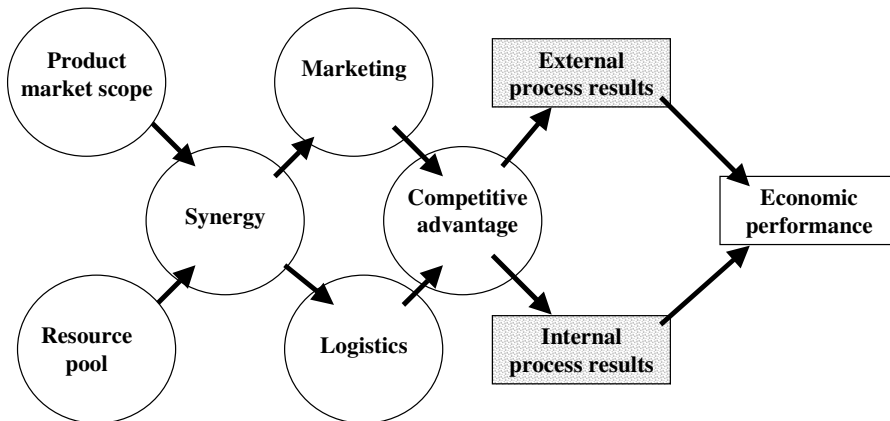 Product
market scope
Marketing
External
process results
Synergy
Competitive
advantage
Economic
performance
Resource
pool
Logistics
Internal
process results